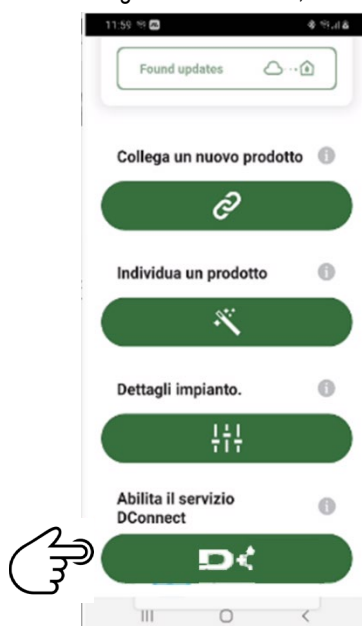 11:59
Found updates
Collega un nuovo prodotto
Individua un prodotto
Dettagli impianto.
Abilita il servizio
DConnect